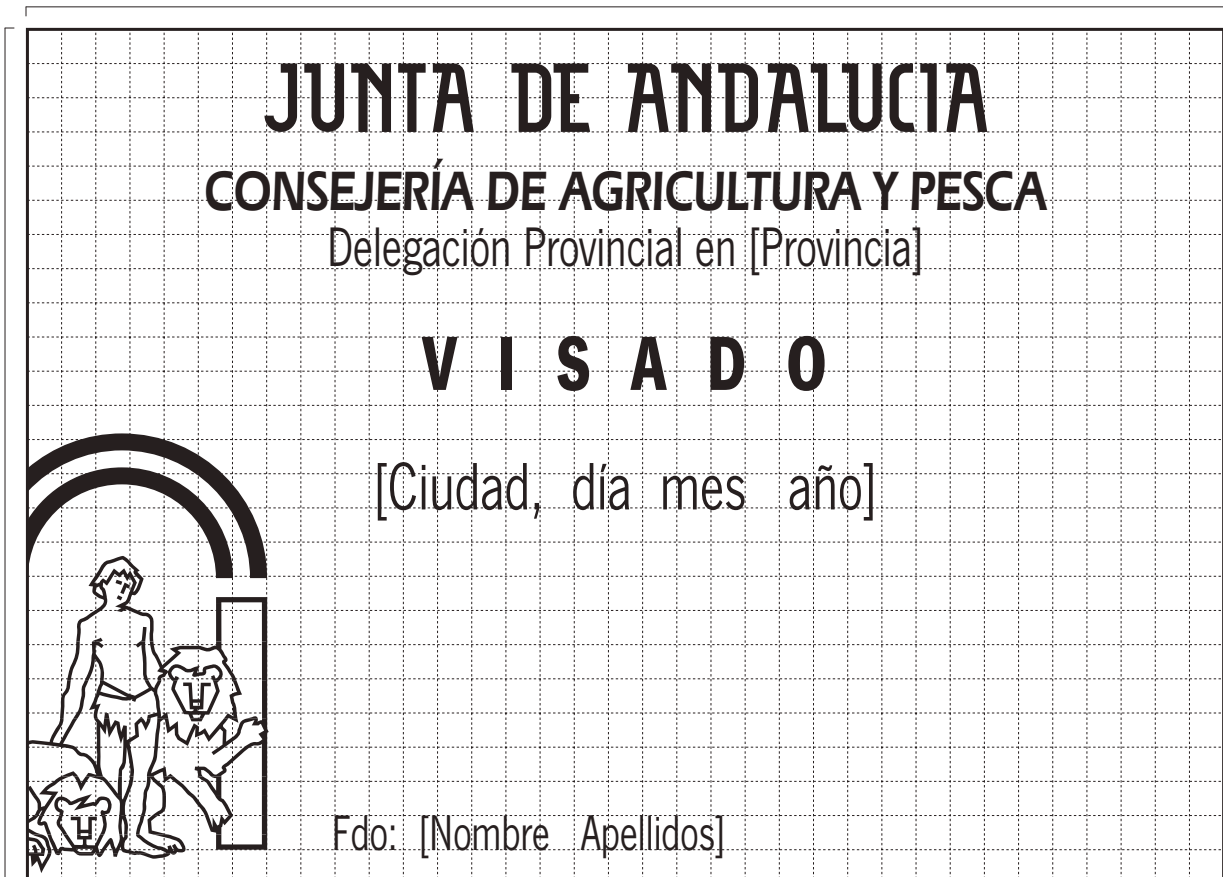 JUNTA DE ANDALUCIA
CONSEJERÍA DE AGRICULTURA Y PESCA
Delegación Provincial en [Provincia]
V I S A D O
[Ciudad, día mes año]
Fdo: [Nombre Apellidos]